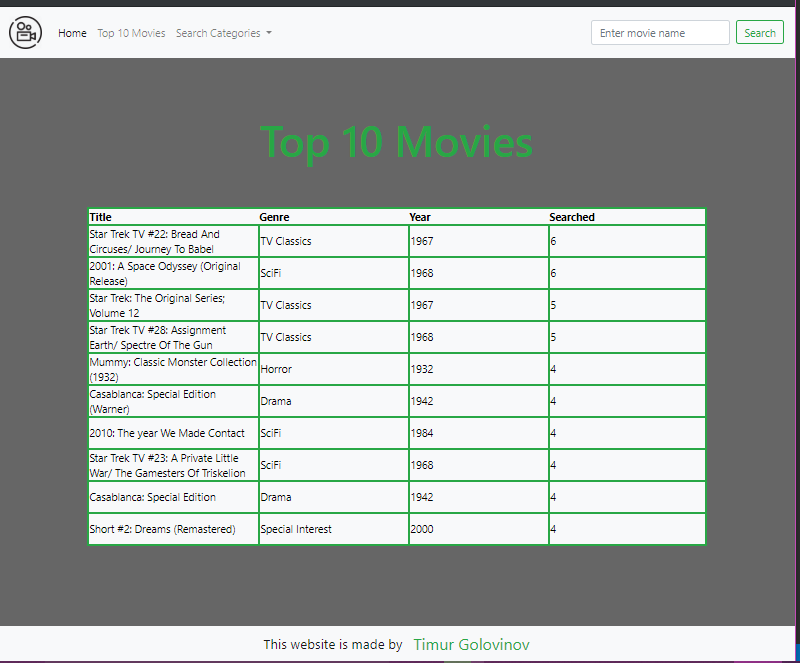 Home Top 10 Movies Search Categories Enter movie name Search
Top 10 Movies
Title Genre Year Searched
Star Trek TV #22: Bread And
Circuses/ Journey To Babel TV Classics 1967 6
2001: A Space Odyssey (Original
Release) SciFi 1968 6
Star Trek: The Original Series;
Volume 12 TV Classics 1967 5
Star Trek TV #28: Assignment
Earth/ Spectre Of The Gun TV Classics 1968 5
Mummy: Classic Monster Collection
(1932) Horror 1932 4
Casablanca: Special Edition
(Warner) Drama 1942 4
2010: The year We Made Contact SciFi 1984 4
Star Trek TV #23: A Private Little
War/ The Gamesters Of Triskelion SciFi 1968 4
Casablanca: Special Edition Drama 1942 4
Short #2: Dreams (Remastered) Special Interest 2000 4
This website is made by Timur Golovinov